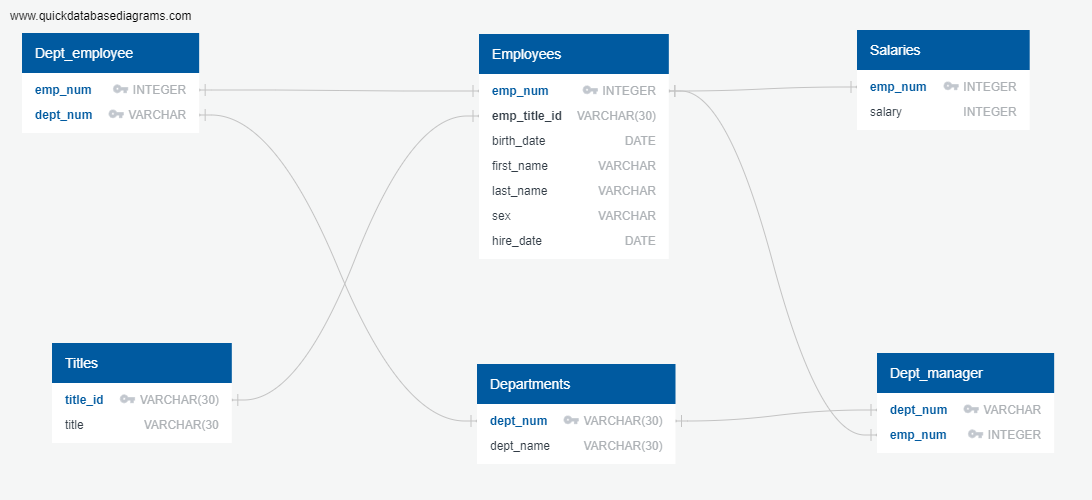 www.quickdatabasediagrams.com
Dept_employee
emp_num INTEGER
dept_num VARCHAR
Employees
emp_num INTEGER
emp_title_id VARCHAR(30)
birth_date DATE
first_name VARCHAR
last_name VARCHAR
sex VARCHAR
hire_date DATE
Salaries
emp_num INTEGER
salary INTEGER
Titles
title_id VARCHAR(30)
title VARCHAR(30
Departments
dept_num VARCHAR(30)
dept_name VARCHAR(30)
Dept_manager
dept_num VARCHAR
emp_num INTEGER